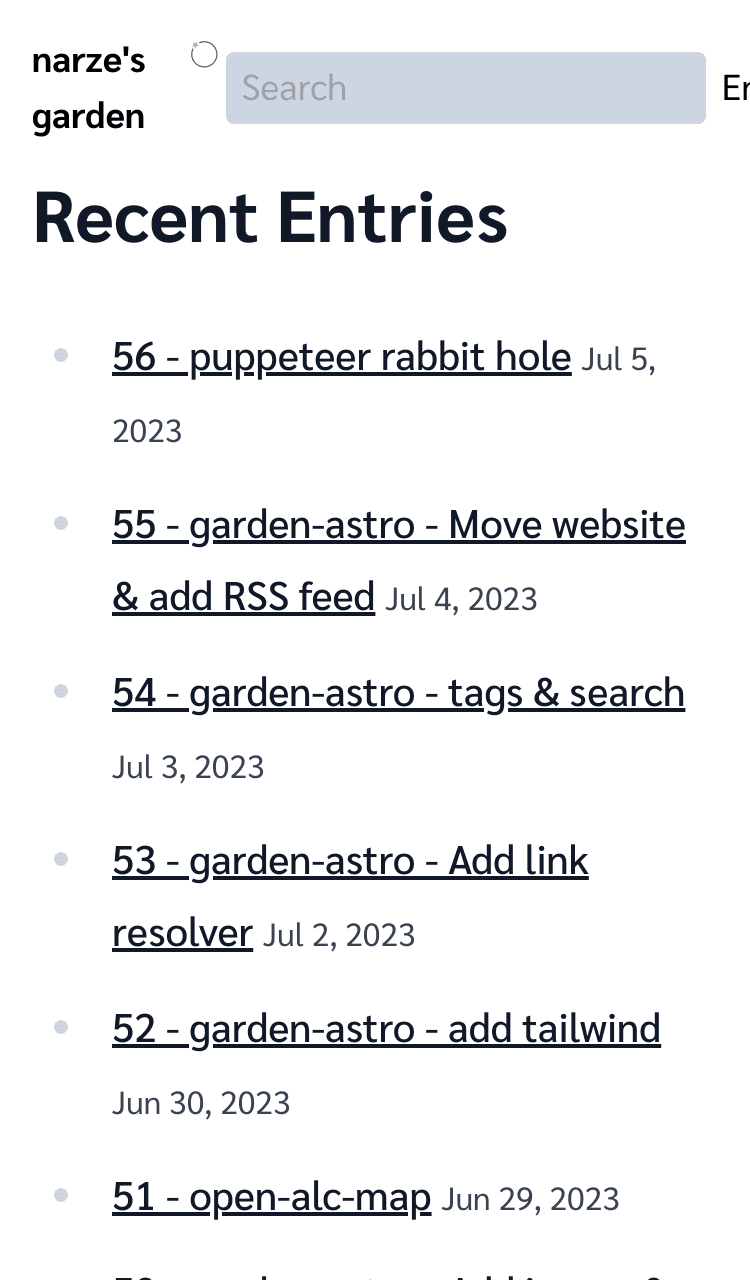 narze's
garden
Search
Recent Entries
56 - puppeteer rabbit hole Jul 5,
2023
55 - garden-astro - Move website
& add RSS feed Jul 4, 2023
54 - garden-astro - tags & search
Jul 3, 2023
53 - garden-astro - Add link
resolver Jul 2, 2023
52 - garden-astro - add tailwind
Jun 30, 2023
51 - open-alc-map Jun 29, 2023